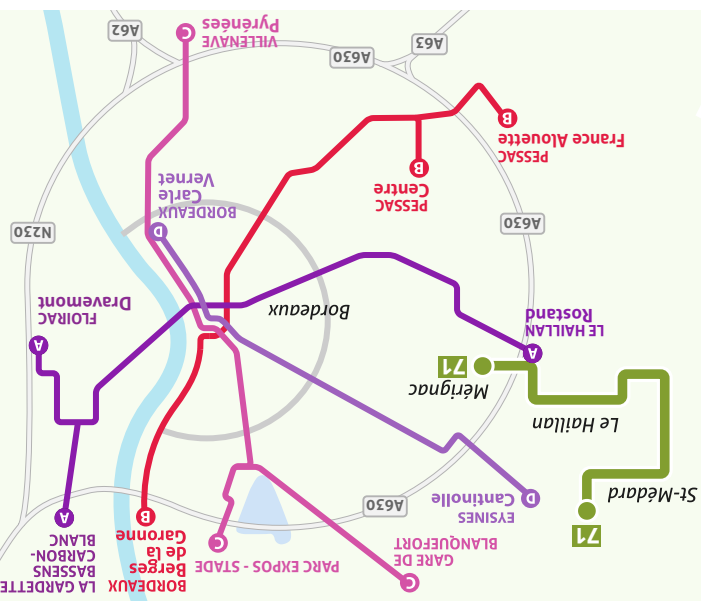 71
St-Médard
Le Haillan
Mérignac
71
GARE DE
BLANQUEFORT
C
PARC EXPOS - STADE
C
BORDEAUX
Berges
de la
Garonne
B
LA GARDETTE
BASSENS
CARBON-
BLANC
A
EYSINES
Cantinolle
D
A630
LE HAILLAN
Rostand
A
Bordeaux
FLOIRAC
Dravemont
A
A630
N230
BORDEAUX
Carle
Vernet
D
PESSAC
Centre
B
PESSAC
France Alouette
B
A63
A630
VILLENAVE
Pyrénées
C
A62